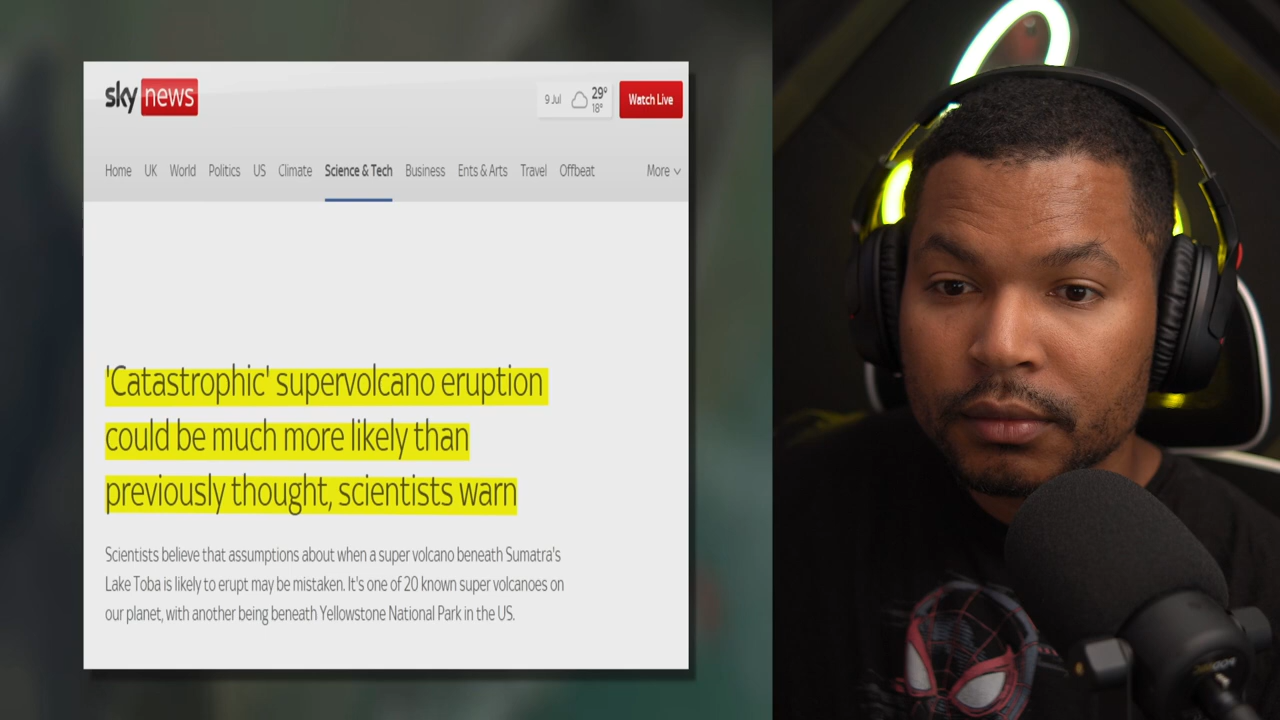 sky news
9 Jul 29° 18° Watch Live
Home UK World Politics US Climate Science & Tech Business Ents & Arts Travel Offbeat More
'Catastrophic' supervolcano eruption
could be much more likely than
previously thought, scientists warn
Scientists believe that assumptions about when a super volcano beneath Sumatra's
Lake Toba is likely to erupt may be mistaken. It's one of 20 known super volcanoes on
our planet, with another being beneath Yellowstone National Park in the US.